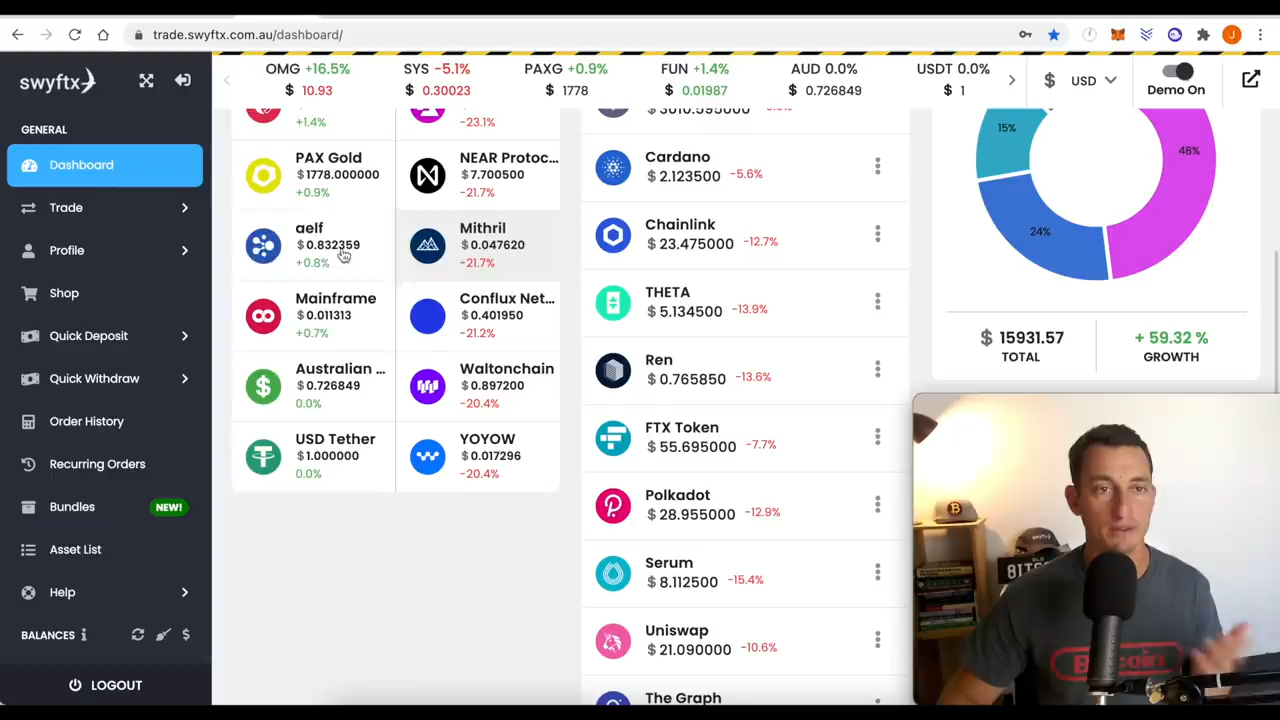 trade.swyftx.com.au/dashboard/
swyftx
OMG +16.5%
$ 10.93
SYS -5.1%
$ 0.30023
PAXG +0.9%
$ 1778
FUN +1.4%
$ 0.01987
AUD 0.0%
$ 0.726849
USDT 0.0%
$ 1
$ USD
Demo On
J
GENERAL
Dashboard
Trade
Profile
Shop
Quick Deposit
Quick Withdraw
Order History
Recurring Orders
Bundles NEW!
Asset List
Help
BALANCES i
$
LOGOUT
+1.4%
PAX Gold
$ 1778.000000
+0.9%
aelf
$ 0.832359
+0.8%
Mainframe
$ 0.011313
+0.7%
Australian ...
$ 0.726849
0.0%
USD Tether
$ 1.000000
0.0%
-23.1%
NEAR Protoc...
$ 7.700500
-21.7%
Mithril
$ 0.047620
-21.7%
Conflux Net...
$ 0.401950
-21.2%
Waltonchain
$ 0.897200
-20.4%
YOYOW
$ 0.017296
-20.4%
Cardano
$ 2.123500 -5.6%
Chainlink
$ 23.475000 -12.7%
THETA
$ 5.134500 -13.9%
Ren
$ 0.765850 -13.6%
FTX Token
$ 55.695000 -7.7%
Polkadot
$ 28.955000 -12.9%
Serum
$ 8.112500 -15.4%
Uniswap
$ 21.090000 -10.6%
The Graph
15%
48%
24%
$ 15931.57
TOTAL
+ 59.32 %
GROWTH
swyftx
Bitcoin